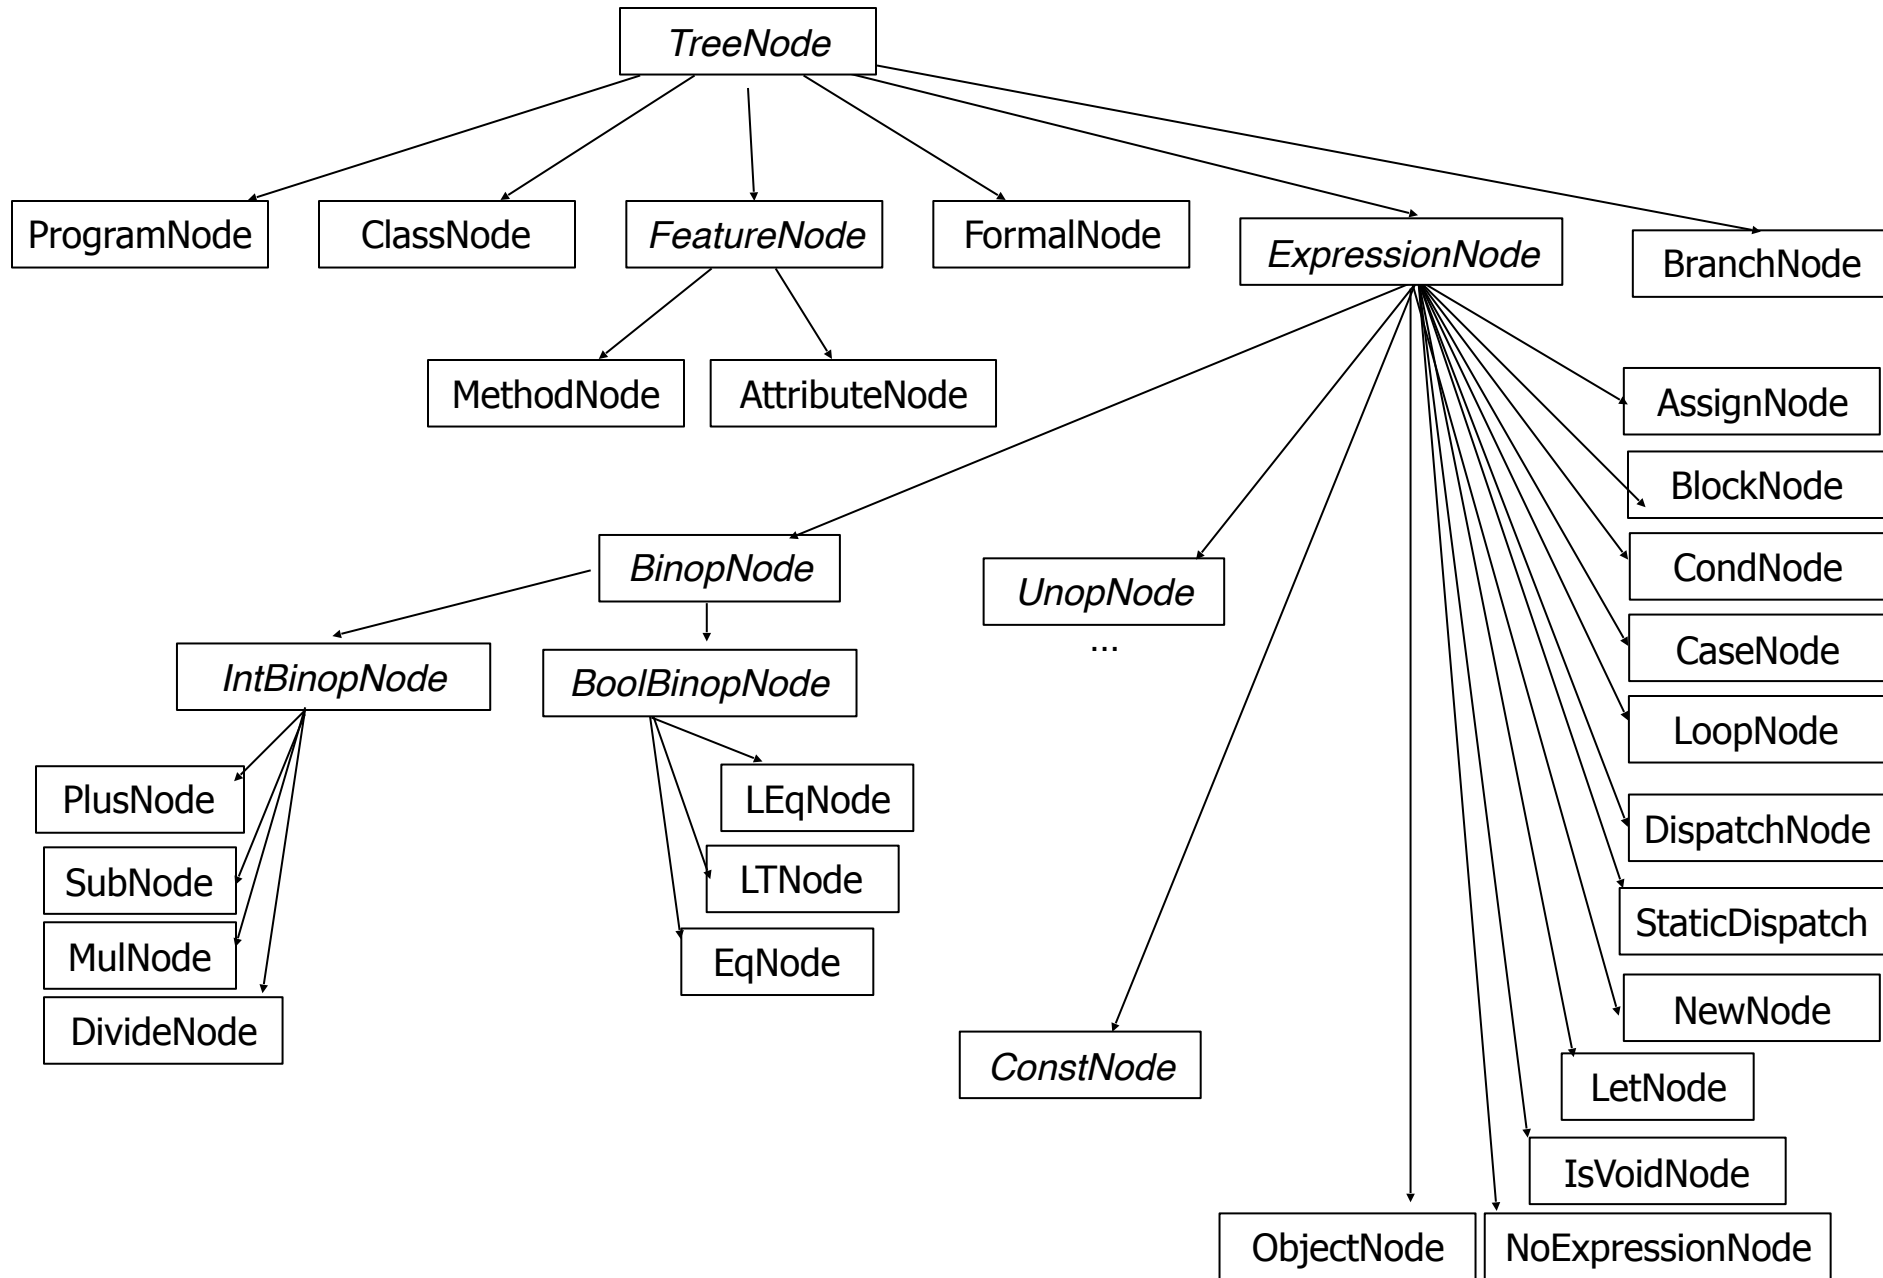 TreeNode
ProgramNode
ClassNode
FeatureNode
FormalNode
ExpressionNode
BranchNode
MethodNode
AttributeNode
AssignNode
BlockNode
BinopNode
UnopNode
...
CondNode
IntBinopNode
BoolBinopNode
CaseNode
LoopNode
PlusNode
LEqNode
DispatchNode
SubNode
LTNode
StaticDispatch
MulNode
EqNode
NewNode
DivideNode
ConstNode
LetNode
IsVoidNode
ObjectNode
NoExpressionNode